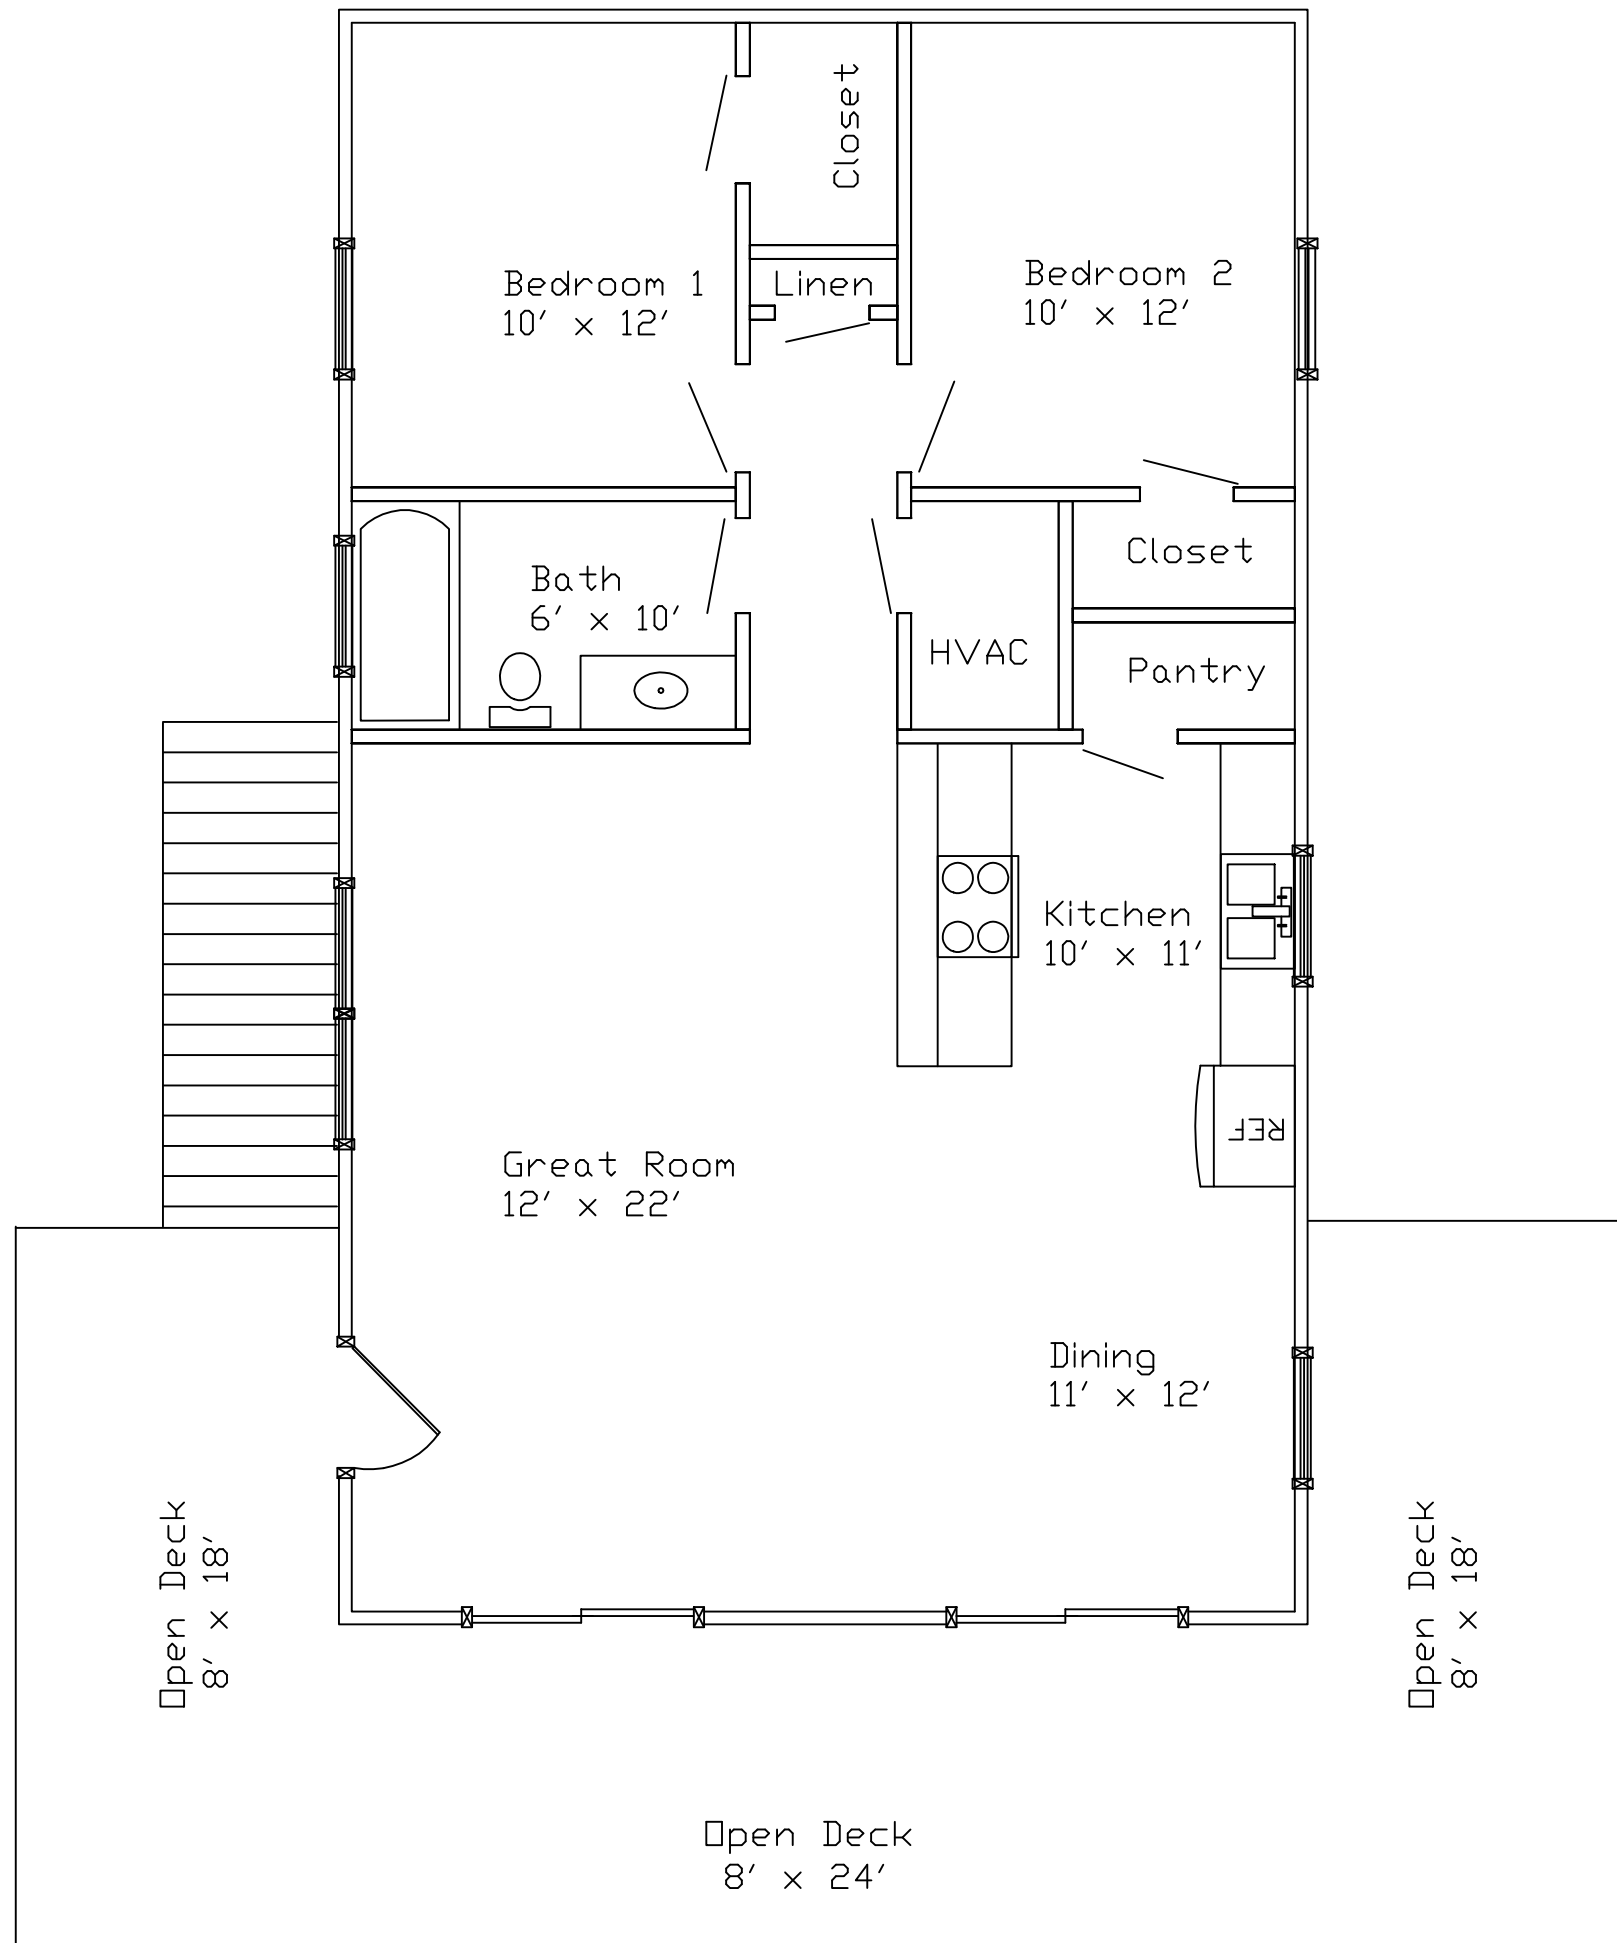 Closet
Bedroom 1
10' x 12'
Linen
Bedroom 2
10' x 12'
Bath
6' x 10'
Closet
HVAC
Pantry
Kitchen
10' x 11'
REF
Great Room
12' x 22'
Dining
11' x 12'
Open Deck
8' x 18'
Open Deck
8' x 18'
Open Deck
8' x 24'